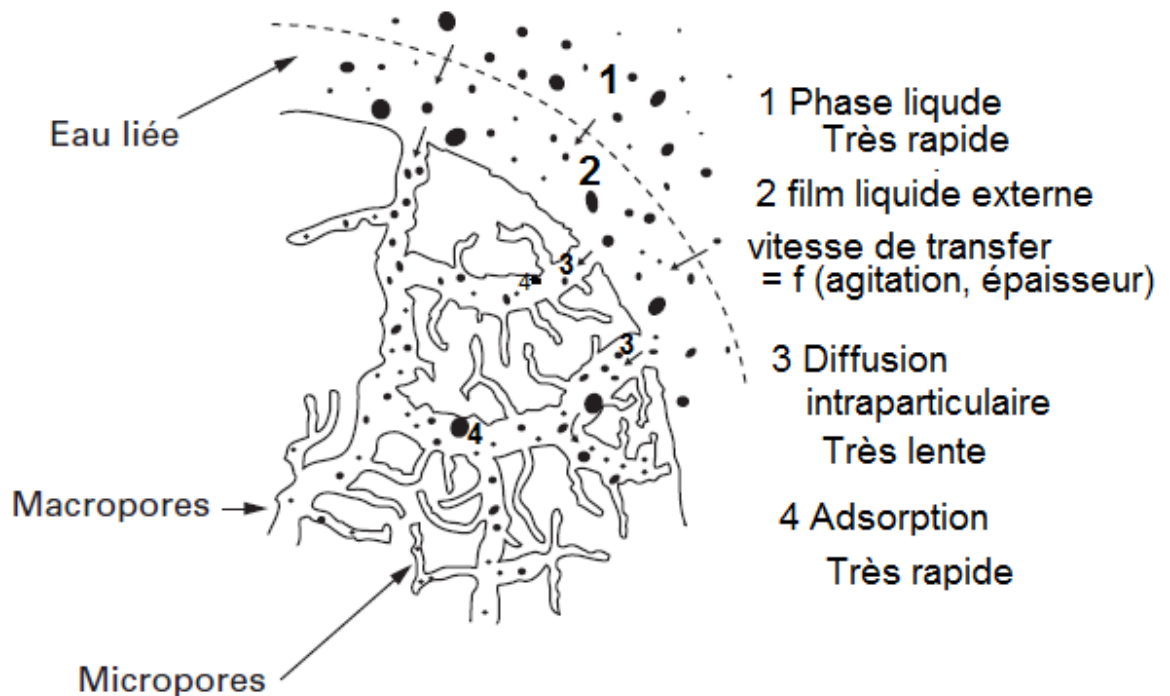 Eau liée
Macropores
Micropores
1
2
3
4
3
4
1 Phase liqude
Très rapide
2 film liquide externe
vitesse de transfer
= f (agitation, épaisseur)
3 Diffusion
intraparticulaire
Très lente
4 Adsorption
Très rapide